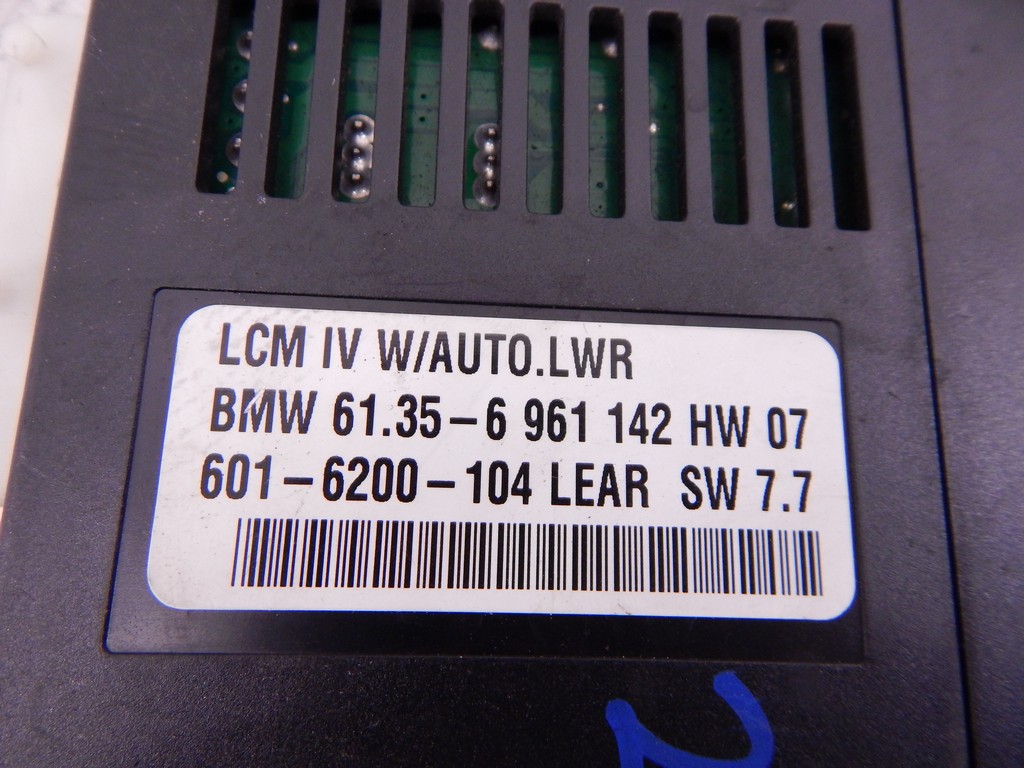 LCM IV W/AUTO.LWR
BMW 61.35-6 961 142 HW 07
601-6200-104 LEAR SW 7.7